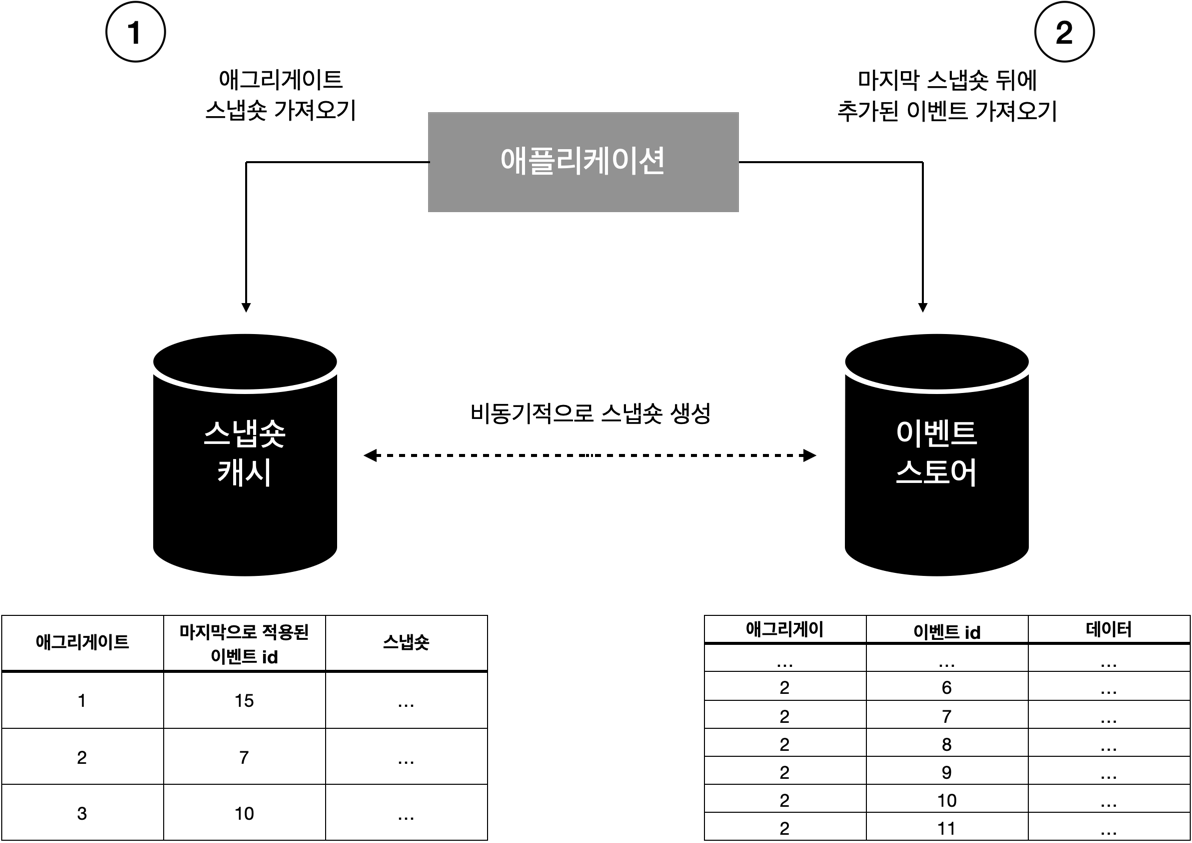 1
2
애그리게이트
스냅숏 가져오기
마지막 스냅숏 뒤에
추가된 이벤트 가져오기
애플리케이션
비동기적으로 스냅숏 생성
스냅숏
캐시
이벤트
스토어
애그리게이트 마지막으로 적용된 이벤트 id 스냅숏
1 15 ...
2 7 ...
3 10 ...
애그리게이 이벤트 id 데이터
... ... ...
2 6 ...
2 7 ...
2 8 ...
2 9 ...
2 10 ...
2 11 ...